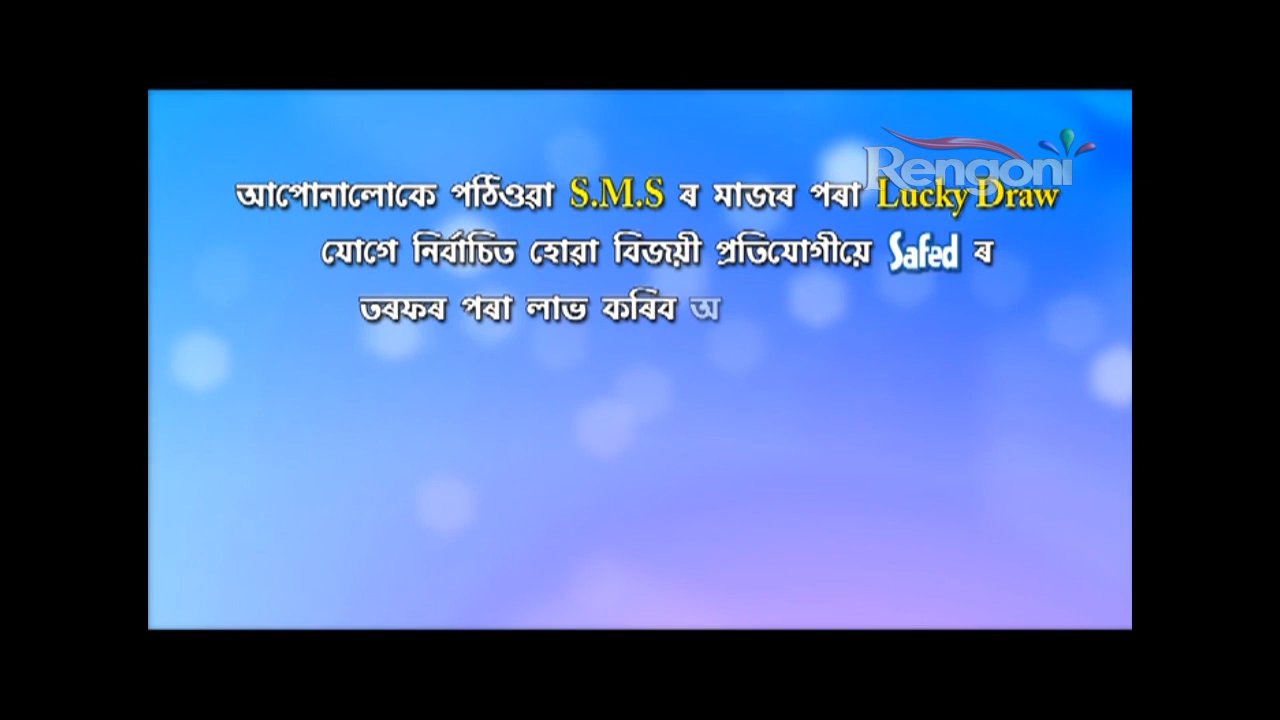 Rengoni
আপোনালোকে পঠিওৱা S.M.S ৰ মাজৰ পৰা Lucky Draw
যোগে নিৰ্বাচিত হোৱা বিজয়ী প্ৰতিযোগীয়ে Safed ৰ
তৰফৰ পৰা লাভ কৰিব অ